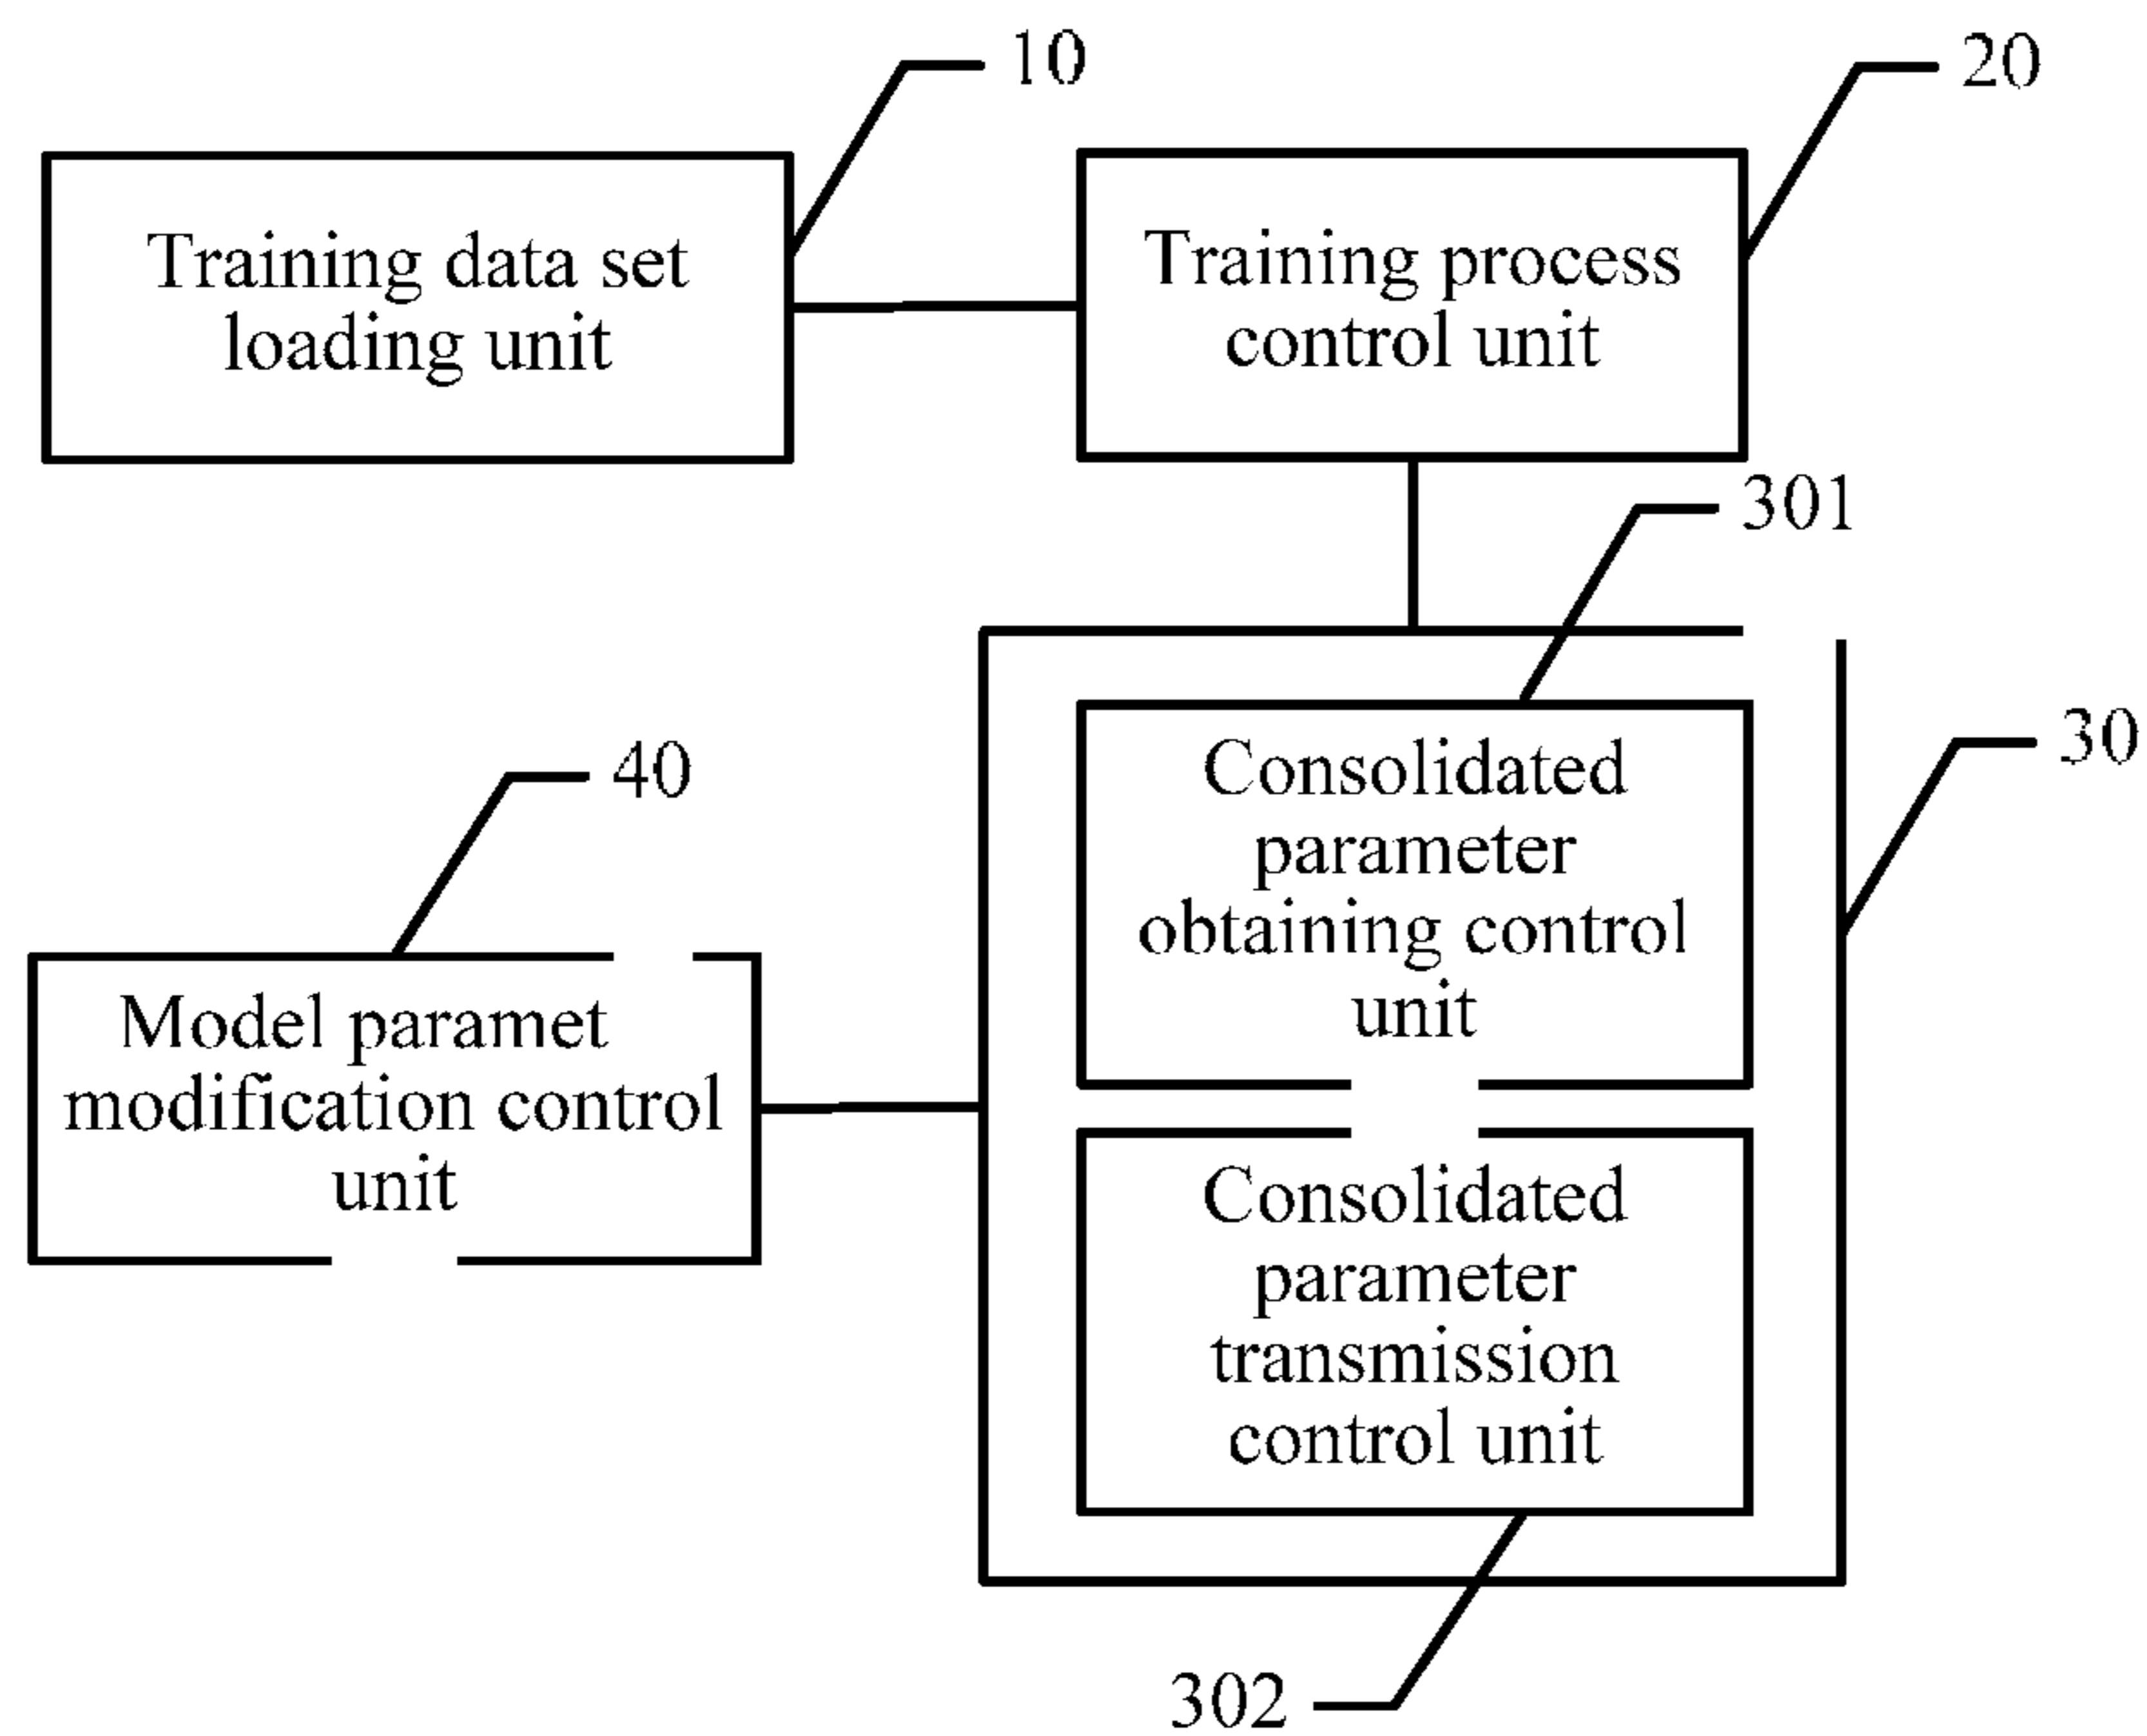 10
20
Training data set
loading unit
Training process
control unit
301
30
Consolidated
parameter
obtaining control
unit
40
Model paramet
modification control
unit
Consolidated
parameter
transmission
control unit
302